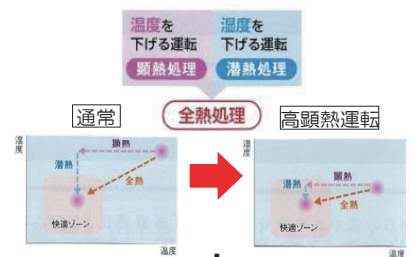 温度を
下げる運転
顕熱処理
湿度を
下げる運転
潜熱処理
全熱処理
通常
高顕熱運転
湿度
顕熱
潜熱
全熱
快適ゾーン
温度
湿度
顕熱
潜熱
全熱
快適ゾーン
温度